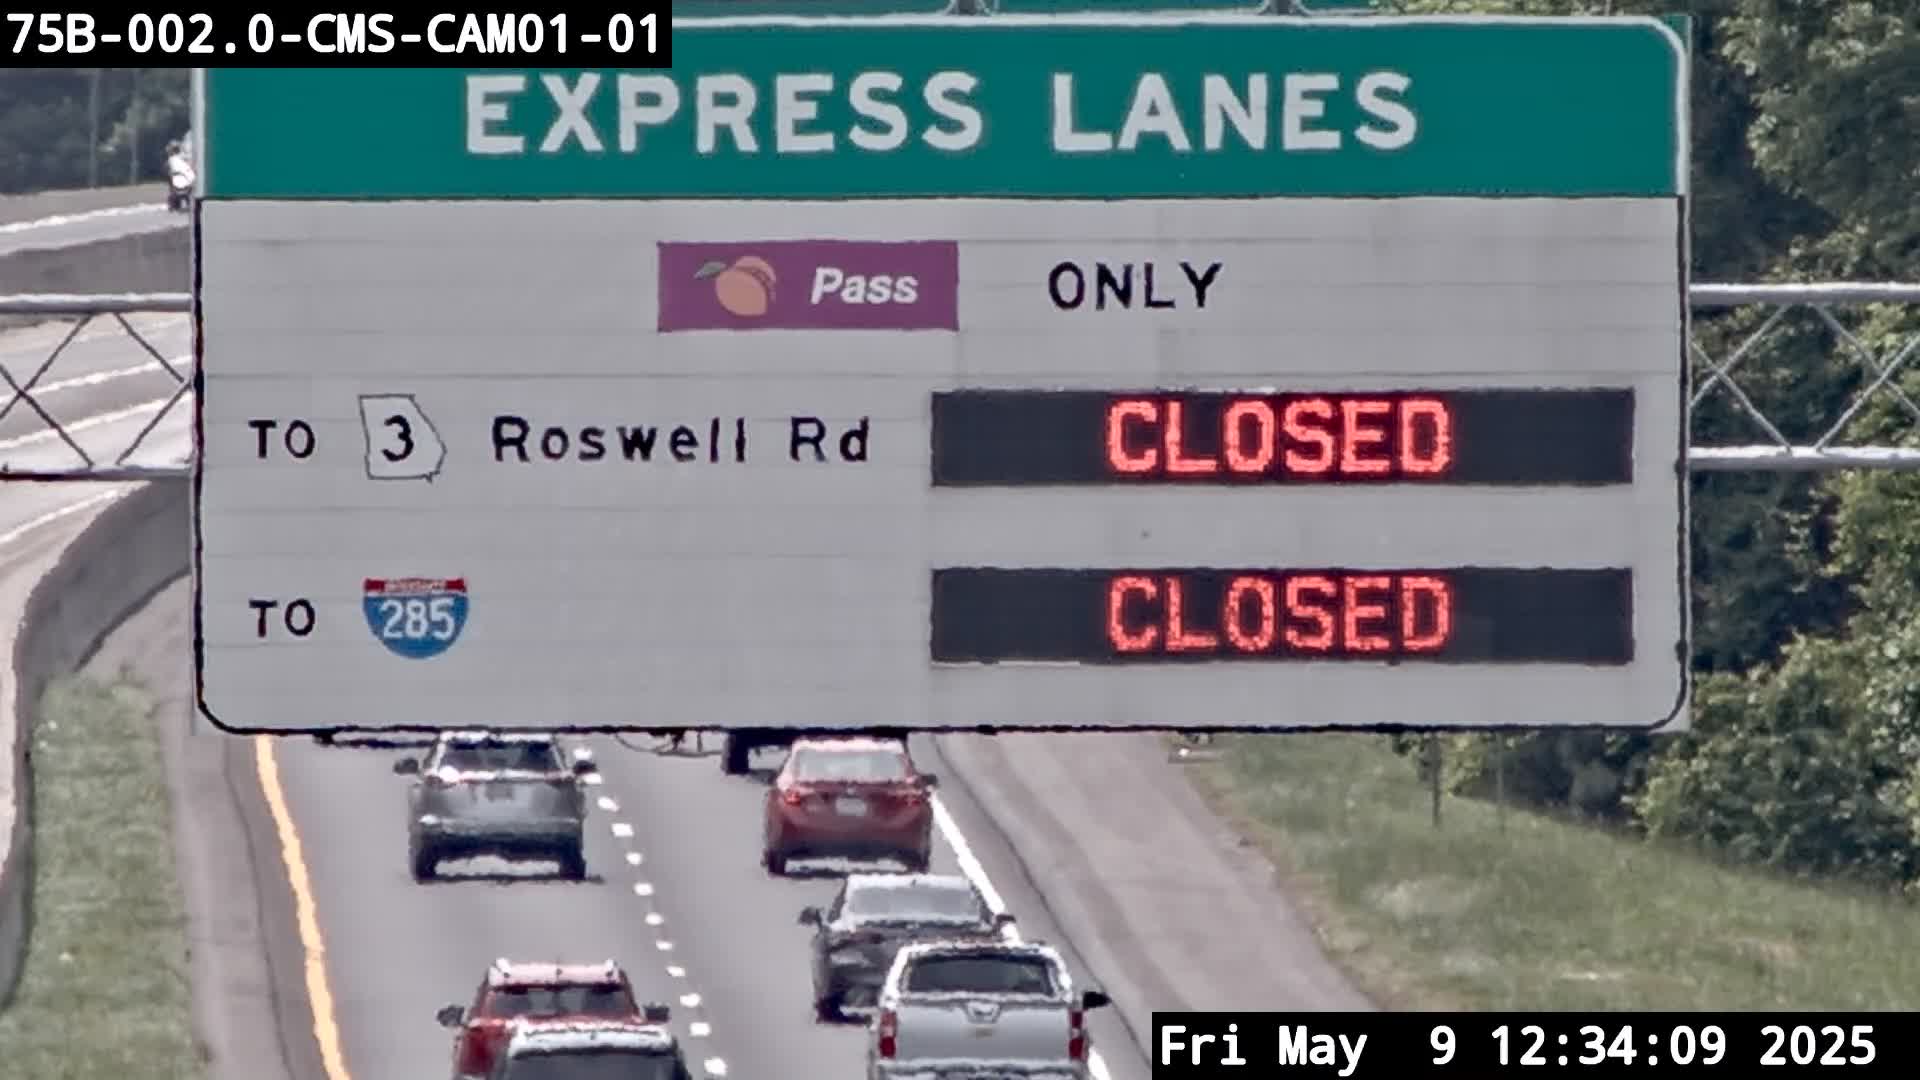 75B-002.0-CMS-CAM01-01
EXPRESS LANES
Pass ONLY
TO 3 Roswell Rd CLOSED
INTERSTATE
TO 285 CLOSED
Fri May 9 12:34:09 2025